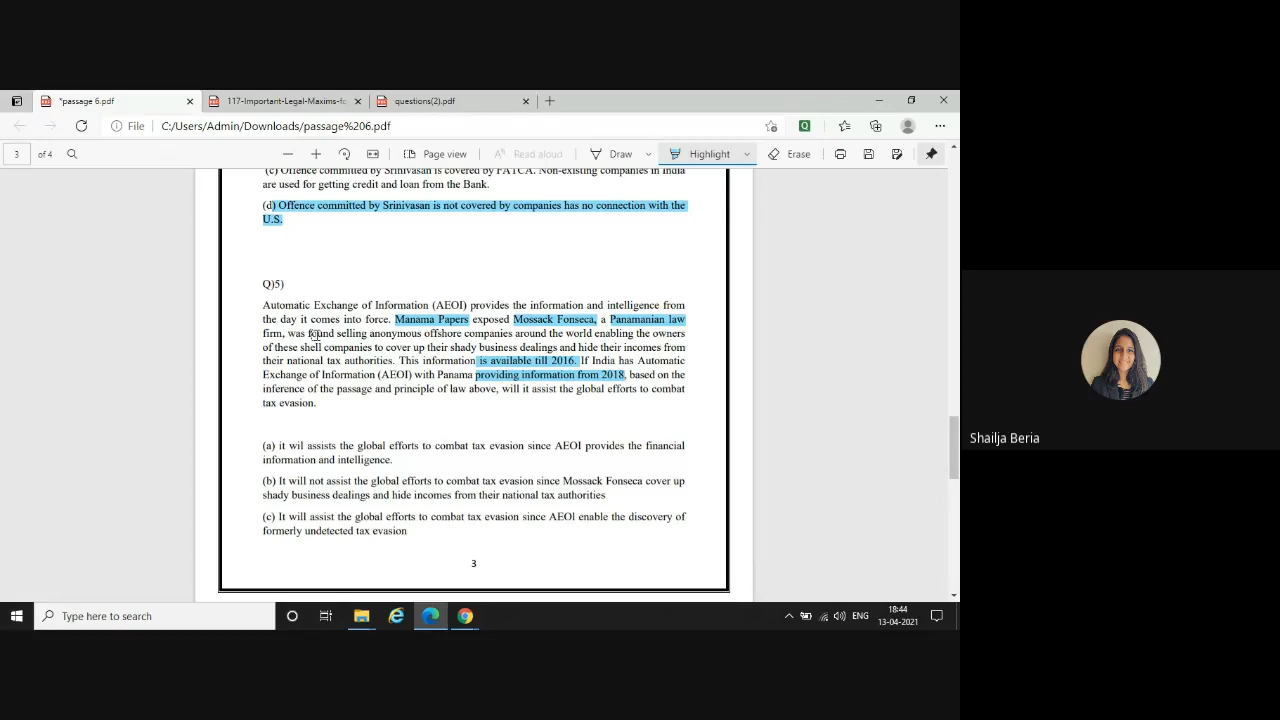 *passage 6.pdf
117-Important-Legal-Maxims-fo
questions(2).pdf
File
C:/Users/Admin/Downloads/passage%206.pdf
3 of 4
Page view
Read aloud
Draw
Highlight
Erase
(c) Offence committed by Srinivasan is covered by FATCA. Non-existing companies in India
are used for getting credit and loan from the Bank.
(d) Offence committed by Srinivasan is not covered by companies has no connection with the
U.S.
Q)5)
Automatic Exchange of Information (AEOI) provides the information and intelligence from
the day it comes into force. Manama Papers exposed Mossack Fonseca, a Panamanian law
firm, was found selling anonymous offshore companies around the world enabling the owners
of these shell companies to cover up their shady business dealings and hide their incomes from
their national tax authorities. This information is available till 2016. If India has Automatic
Exchange of Information (AEOI) with Panama providing information from 2018, based on the
inference of the passage and principle of law above, will it assist the global efforts to combat
tax evasion.
(a) it wil assists the global efforts to combat tax evasion since AEOI provides the financial
information and intelligence.
(b) It will not assist the global efforts to combat tax evasion since Mossack Fonseca cover up
shady business dealings and hide incomes from their national tax authorities
(c) It will assist the global efforts to combat tax evasion since AEOI enable the discovery of
formerly undetected tax evasion
3
Shailja Beria
Type here to search
ENG
18:44
13-04-2021